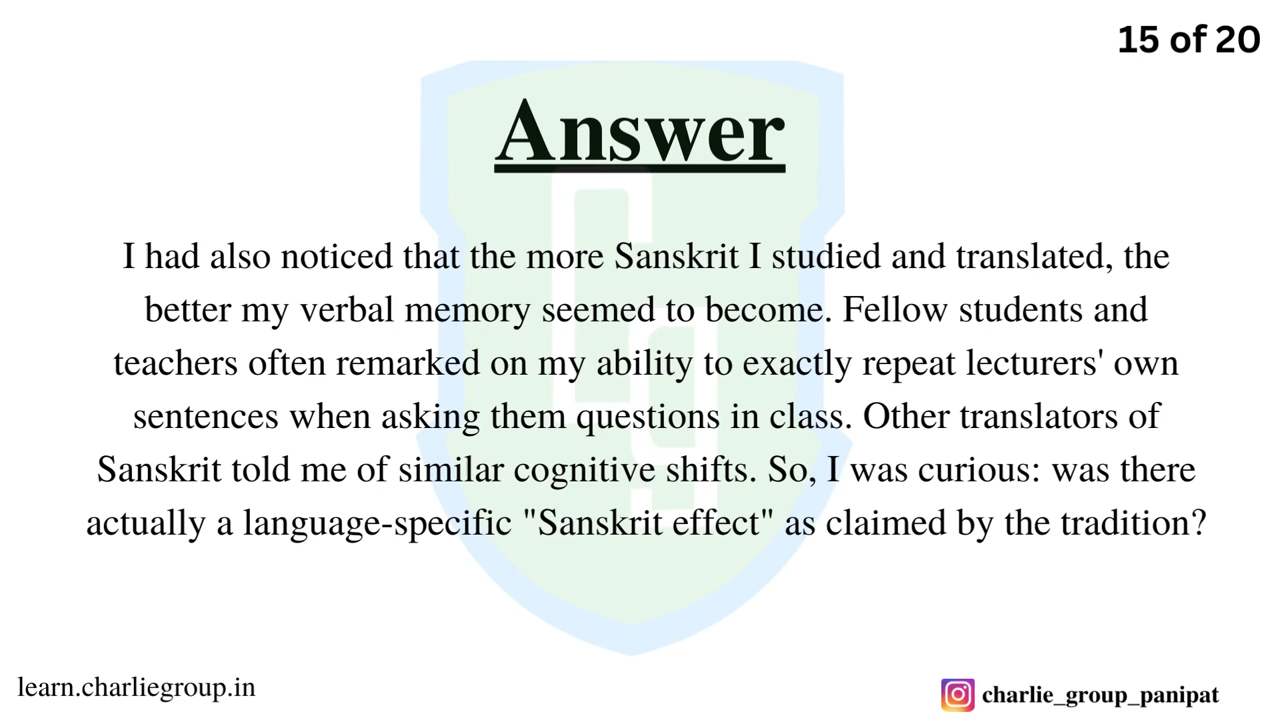 15 of 20
Answer
I had also noticed that the more Sanskrit I studied and translated, the
better my verbal memory seemed to become. Fellow students and
teachers often remarked on my ability to exactly repeat lecturers' own
sentences when asking them questions in class. Other translators of
Sanskrit told me of similar cognitive shifts. So, I was curious: was there
actually a language-specific "Sanskrit effect" as claimed by the tradition?
learn.charliegroup.in
charlie_group_panipat